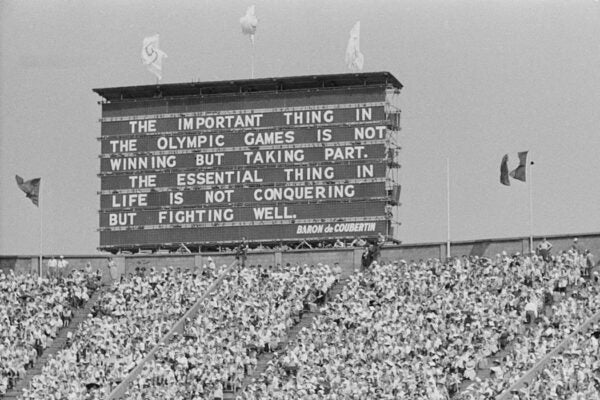 THE IMPORTANT THING IN
THE OLYMPIC GAMES IS NOT
WINNING BUT TAKING PART.
THE ESSENTIAL THING IN
LIFE IS NOT CONQUERING
BUT FIGHTING WELL.
BARON de COUBERTIN